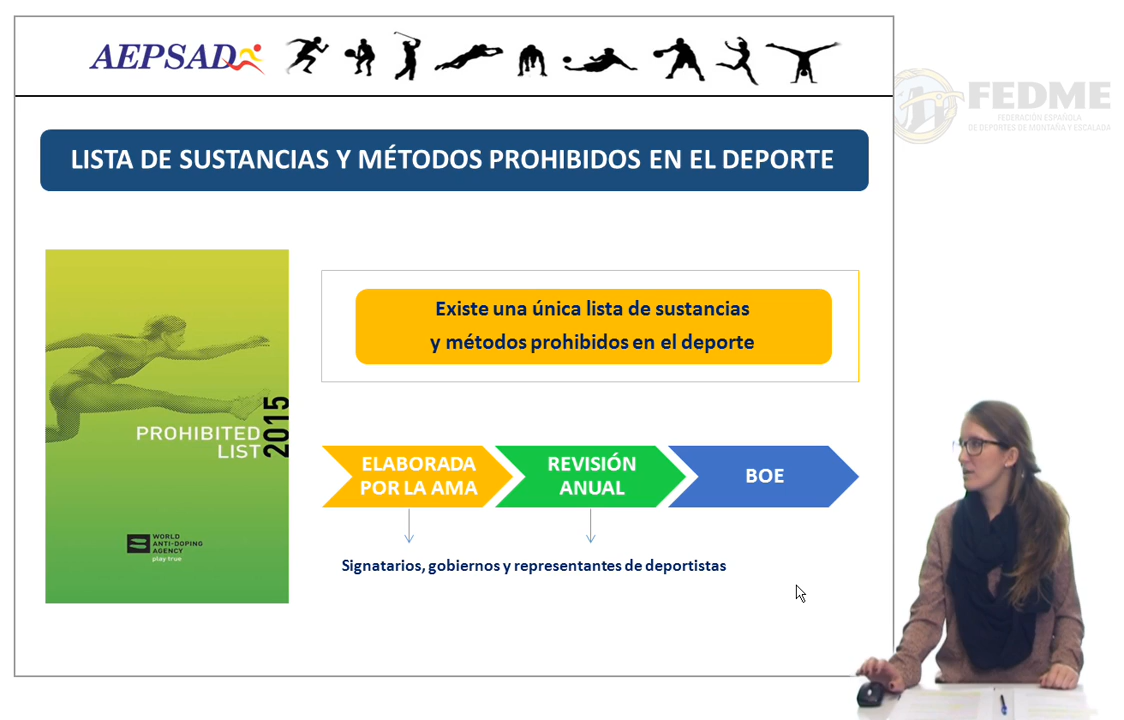 AEPSAD
FEDME
FEDERACIÓN ESPAÑOLA
DE DEPORTES DE MONTAÑA Y ESCALADA
LISTA DE SUSTANCIAS Y MÉTODOS PROHIBIDOS EN EL DEPORTE
Existe una única lista de sustancias
y métodos prohibidos en el deporte
PROHIBITED
LIST
2015
ELABORADA
POR LA AMA
REVISIÓN
ANUAL
BOE
WORLD
ANTI-DOPING
AGENCY
play true
Signatarios, gobiernos y representantes de deportistas